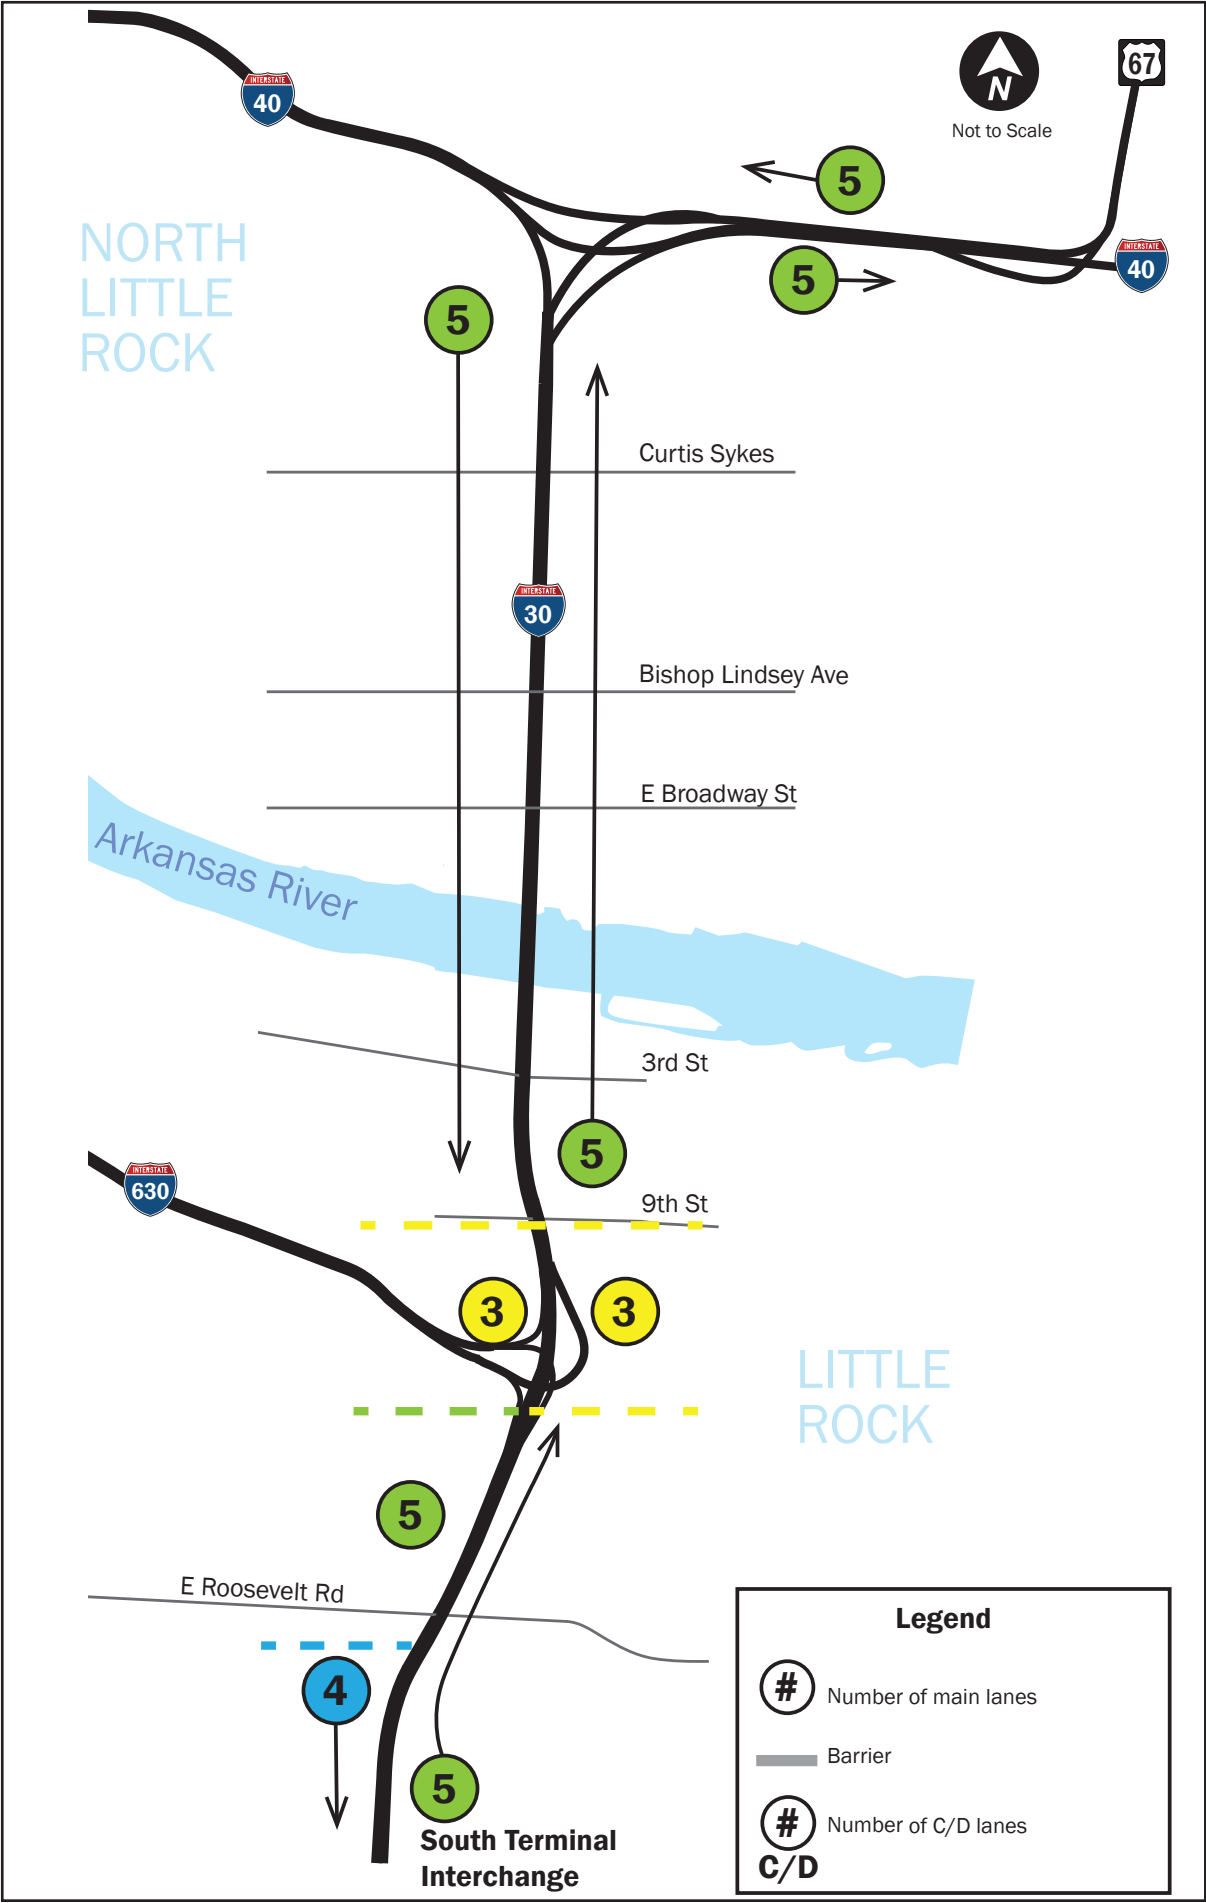 INTERSTATE
40
67
N
Not to Scale
5
NORTH
LITTLE
ROCK
INTERSTATE
40
5
5
Curtis Sykes
INTERSTATE
30
Bishop Lindsey Ave
E Broadway St
Arkansas River
3rd St
5
INTERSTATE
630
9th St
3
3
LITTLE
ROCK
5
E Roosevelt Rd
4
5
South Terminal
Interchange
Legend
# Number of main lanes
Barrier
# Number of C/D lanes
C/D